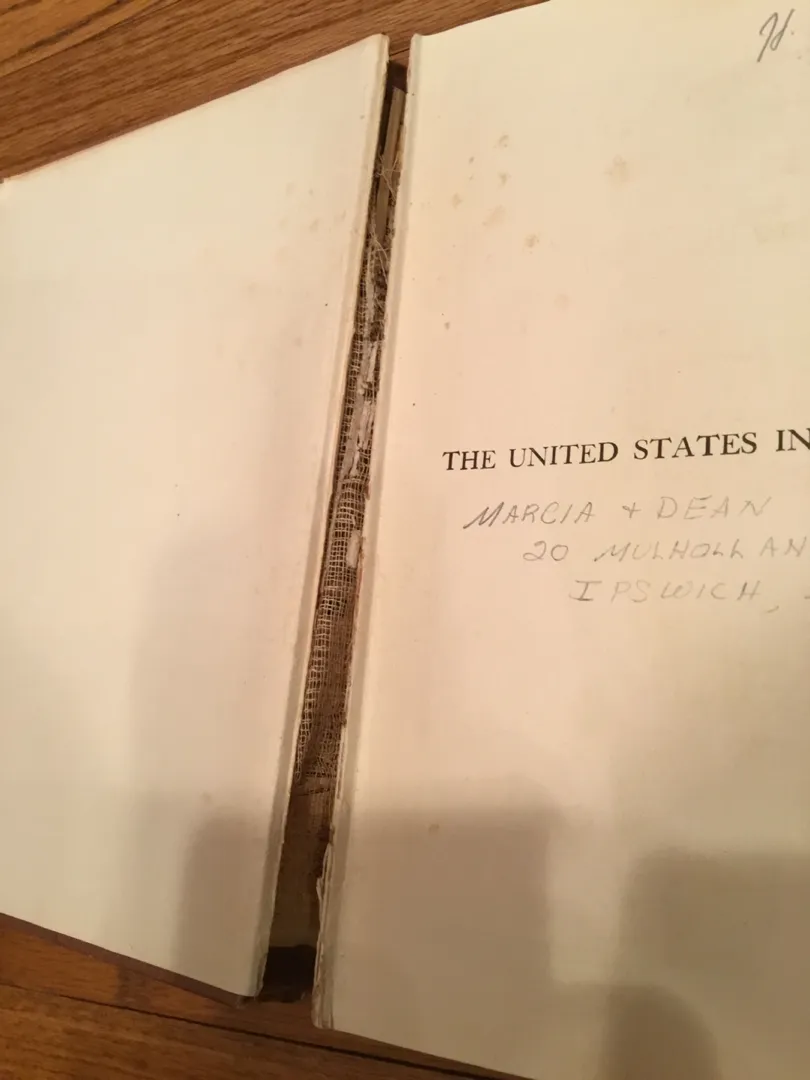 H.
THE UNITED STATES IN
MARCIA + DEAN
20 MULHOLLAN
IPSWICH,